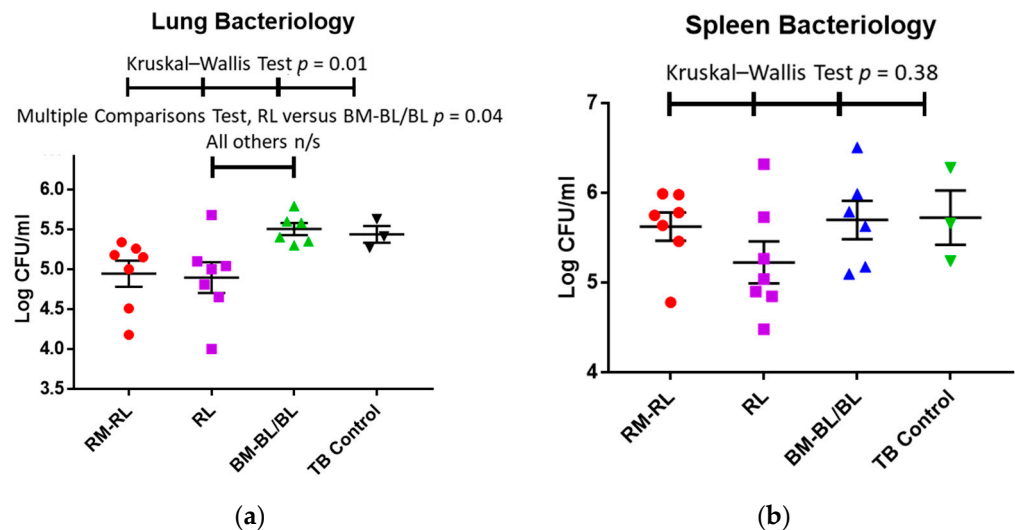 Lung Bacteriology
Kruskal–Wallis Test p = 0.01
Multiple Comparisons Test, RL versus BM-BL/BL p = 0.04
All others n/s
Log CFU/ml
6.0
5.5
5.0
4.5
4.0
3.5
RM-RL
RL
BM-BL/BL
TB Control
(a)
Spleen Bacteriology
Kruskal–Wallis Test p = 0.38
Log CFU/ml
7
6
5
4
RM-RL
RL
BM-BL/BL
TB Control
(b)